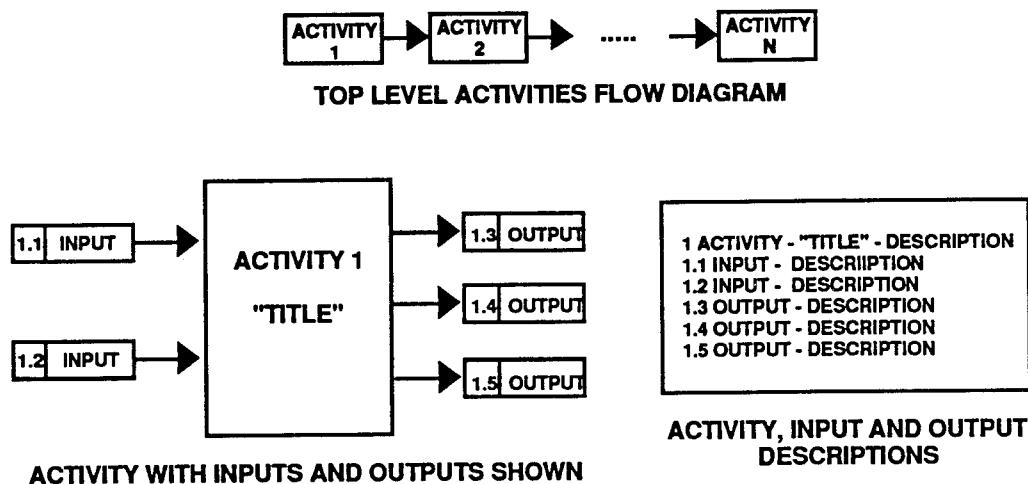 ACTIVITY
1
ACTIVITY
2
.....
ACTIVITY
N
TOP LEVEL ACTIVITIES FLOW DIAGRAM
1.1 INPUT
1.2 INPUT
ACTIVITY 1
"TITLE"
1.3 OUTPUT
1.4 OUTPUT
1.5 OUTPUT
ACTIVITY WITH INPUTS AND OUTPUTS SHOWN
1 ACTIVITY - "TITLE" - DESCRIPTION
1.1 INPUT - DESCRIIPTION
1.2 INPUT - DESCRIPTION
1.3 OUTPUT - DESCRIPTION
1.4 OUTPUT - DESCRIPTION
1.5 OUTPUT - DESCRIPTION
ACTIVITY, INPUT AND OUTPUT
DESCRIPTIONS